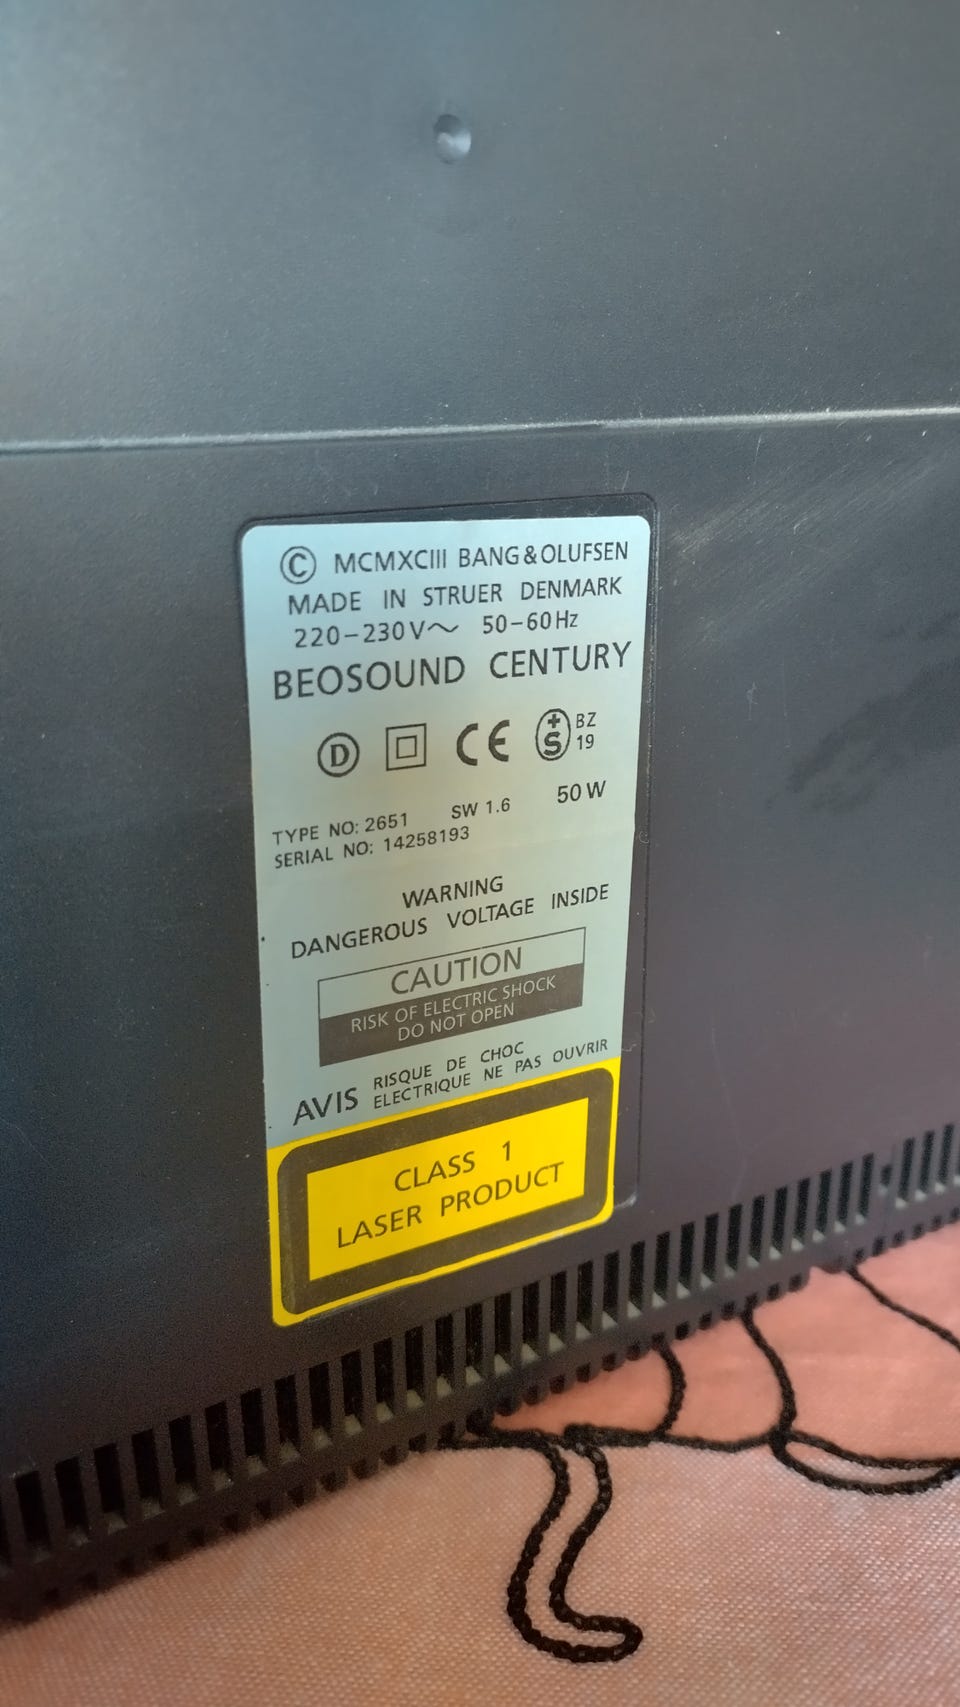 © MCMXCIII BANG & OLUFSEN
MADE IN STRUER DENMARK
220-230V~ 50-60Hz
BEOSOUND CENTURY
D CE +S BZ 19
50W
TYPE NO: 2651 SW 1.6
SERIAL NO: 14258193
WARNING
DANGEROUS VOLTAGE INSIDE
CAUTION
RISK OF ELECTRIC SHOCK
DO NOT OPEN
AVIS RISQUE DE CHOC
ELECTRIQUE NE PAS OUVRIR
CLASS 1
LASER PRODUCT